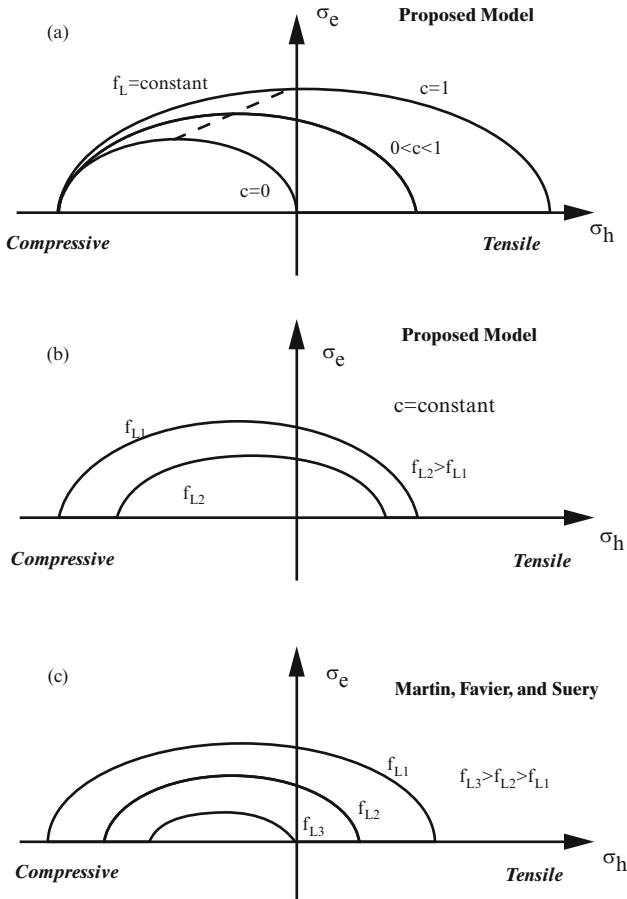 (a)
σe
Proposed Model
fL=constant
c=1
0<c<1
c=0
Compressive
Tensile
σh
(b)
Proposed Model
σe
c=constant
fL1
fL2>fL1
fL2
Compressive
Tensile
σh
(c)
σe
Martin, Favier, and Suery
fL1
fL3>fL2>fL1
fL2
fL3
Compressive
Tensile
σh